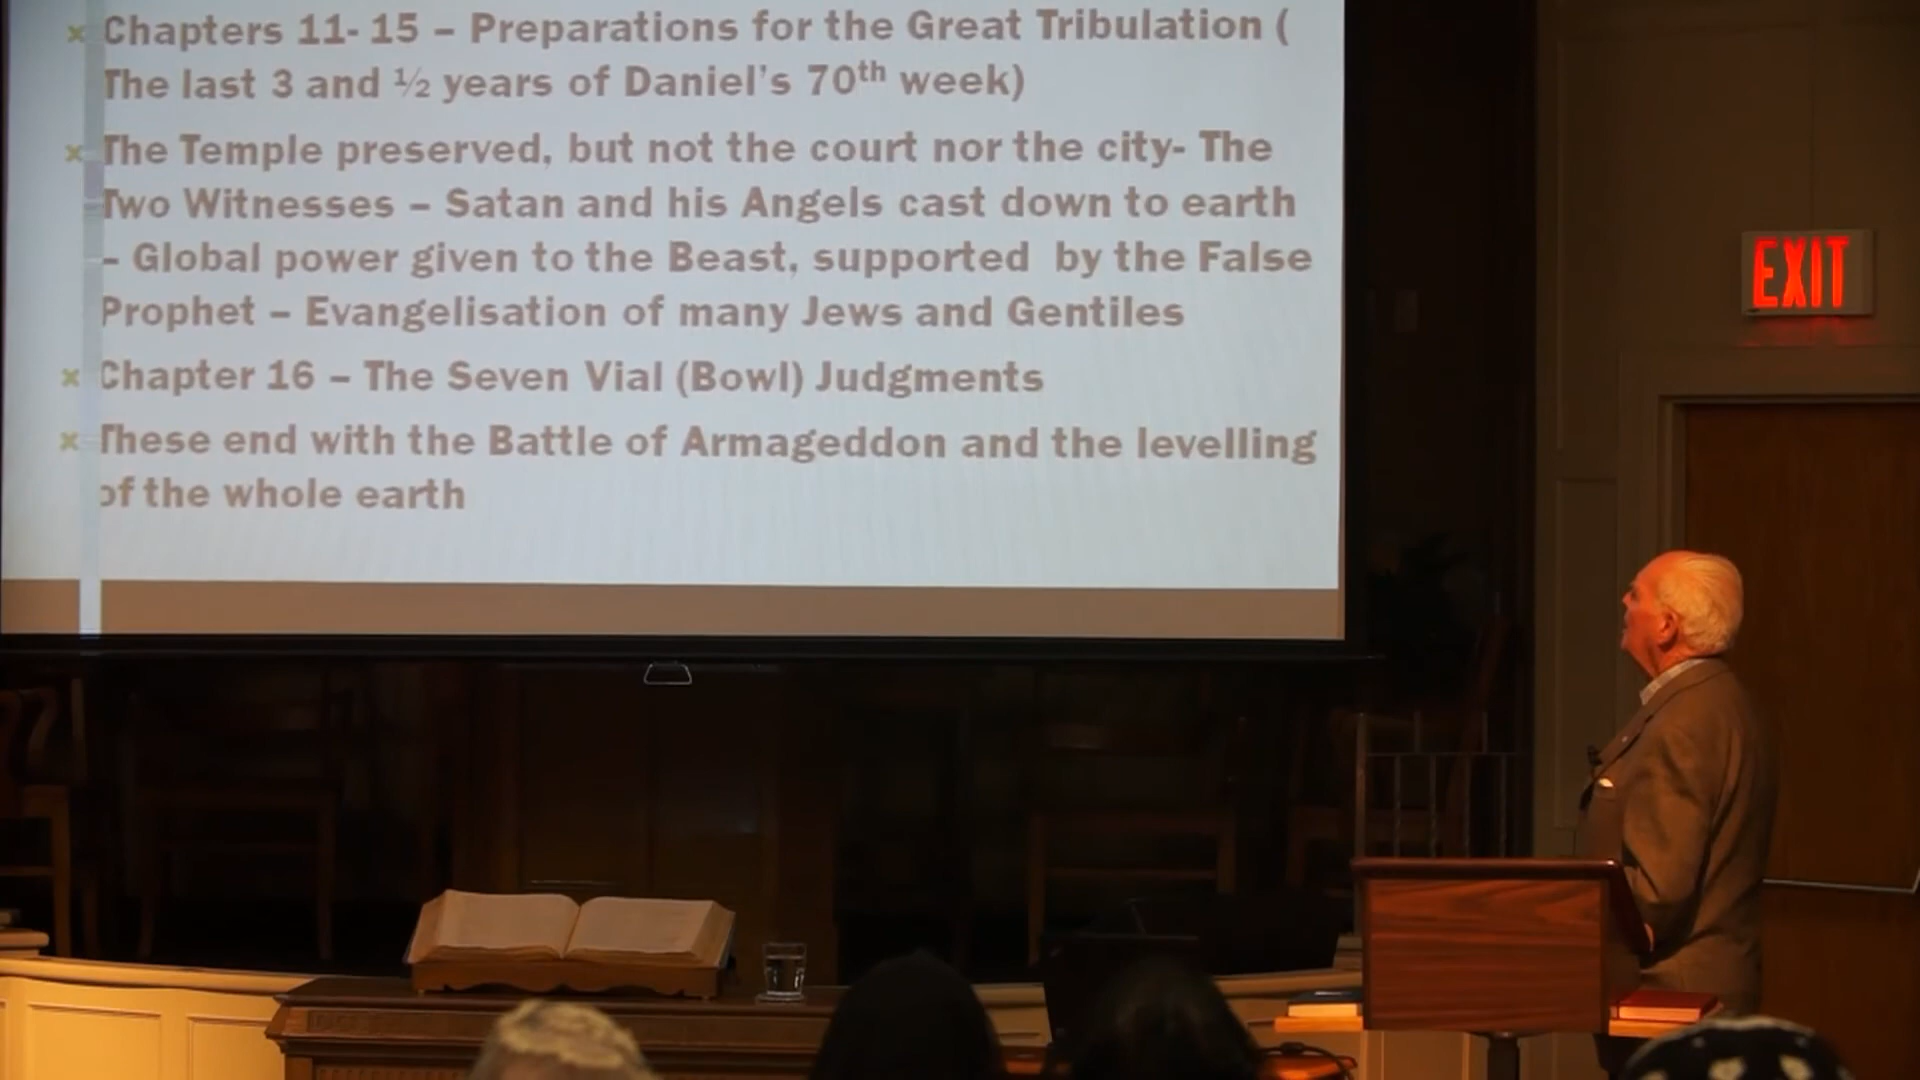 Chapters 11- 15 – Preparations for the Great Tribulation (
The last 3 and ½ years of Daniel's 70th week)
The Temple preserved, but not the court nor the city- The
Two Witnesses – Satan and his Angels cast down to earth
– Global power given to the Beast, supported by the False
Prophet – Evangelisation of many Jews and Gentiles
Chapter 16 – The Seven Vial (Bowl) Judgments
These end with the Battle of Armageddon and the levelling
of the whole earth
EXIT